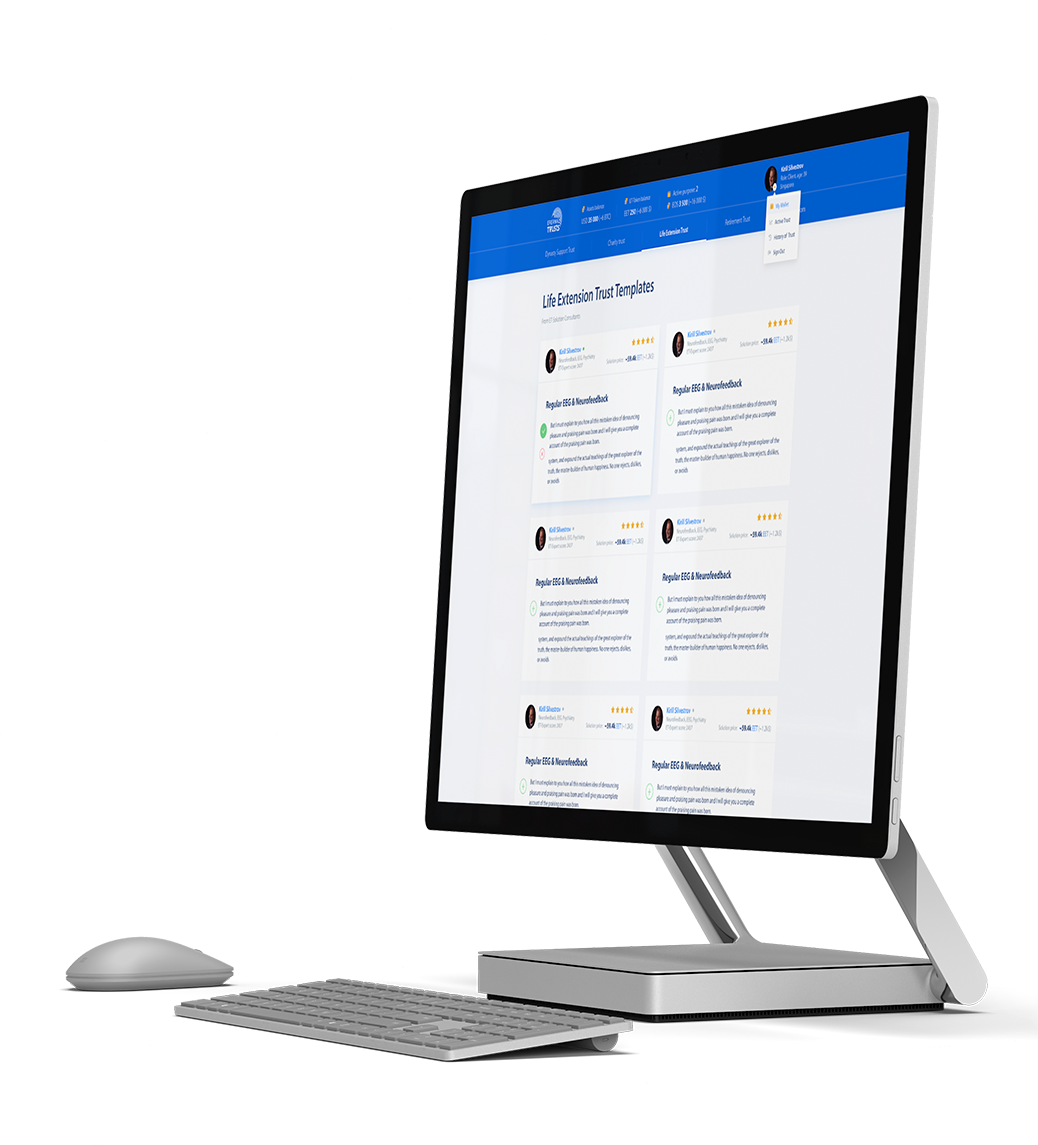 TRUSTS
Assets balance
USD 35 000 (~6 BTC)
ET-Token balance
EET 250 (~6 000 $)
Active purpose: 2
EOS 3 500 (~16 000 $)
Kirill Silvestrov
Role: Client, age: 39
Singapore
My Wallet
Active Trust
History of Trust
Sign Out
Dynasty Support Trust
Charity trust
Life Extension Trust
Retirement Trust
Life Extension Trust Templates
From ET Selected Consultants
Kirill Silvestrov
Neurofeedback, EEG, Psychiatry
ET Expert score: 2407
Solution price: ~59.4k EET (~1.2k$)
Regular EEG & Neurofeedback
But I must explain to you how all this mistaken idea of denouncing
pleasure and praising pain was born and I will give you a complete
account of the praising pain was born.
system, and expound the actual teachings of the great explorer of the
truth, the master-builder of human happiness. No one rejects, dislikes,
or avoids
Kirill Silvestrov
Neurofeedback, EEG, Psychiatry
ET Expert score: 2407
Solution price: ~59.4k EET (~1.2k$)
Regular EEG & Neurofeedback
But I must explain to you how all this mistaken idea of denouncing
pleasure and praising pain was born and I will give you a complete
account of the praising pain was born.
system, and expound the actual teachings of the great explorer of the
truth, the master-builder of human happiness. No one rejects, dislikes,
or avoids
Kirill Silvestrov
Neurofeedback, EEG, Psychiatry
ET Expert score: 2407
Solution price: ~59.4k EET (~1.2k$)
Regular EEG & Neurofeedback
But I must explain to you how all this mistaken idea of denouncing
pleasure and praising pain was born and I will give you a complete
account of the praising pain was born.
system, and expound the actual teachings of the great explorer of the
truth, the master-builder of human happiness. No one rejects, dislikes,
or avoids
Kirill Silvestrov
Neurofeedback, EEG, Psychiatry
ET Expert score: 2407
Solution price: ~59.4k EET (~1.2k$)
Regular EEG & Neurofeedback
But I must explain to you how all this mistaken idea of denouncing
pleasure and praising pain was born and I will give you a complete
account of the praising pain was born.
system, and expound the actual teachings of the great explorer of the
truth, the master-builder of human happiness. No one rejects, dislikes,
or avoids
Kirill Silvestrov
Neurofeedback, EEG, Psychiatry
ET Expert score: 2407
Solution price: ~59.4k EET (~1.2k$)
Regular EEG & Neurofeedback
But I must explain to you how all this mistaken idea of denouncing
pleasure and praising pain was born and I will give you a complete
account of the praising pain was born.
Kirill Silvestrov
Neurofeedback, EEG, Psychiatry
ET Expert score: 2407
Solution price: ~59.4k EET (~1.2k$)
Regular EEG & Neurofeedback
But I must explain to you how all this mistaken idea of denouncing
pleasure and praising pain was born and I will give you a complete
account of the praising pain was born.